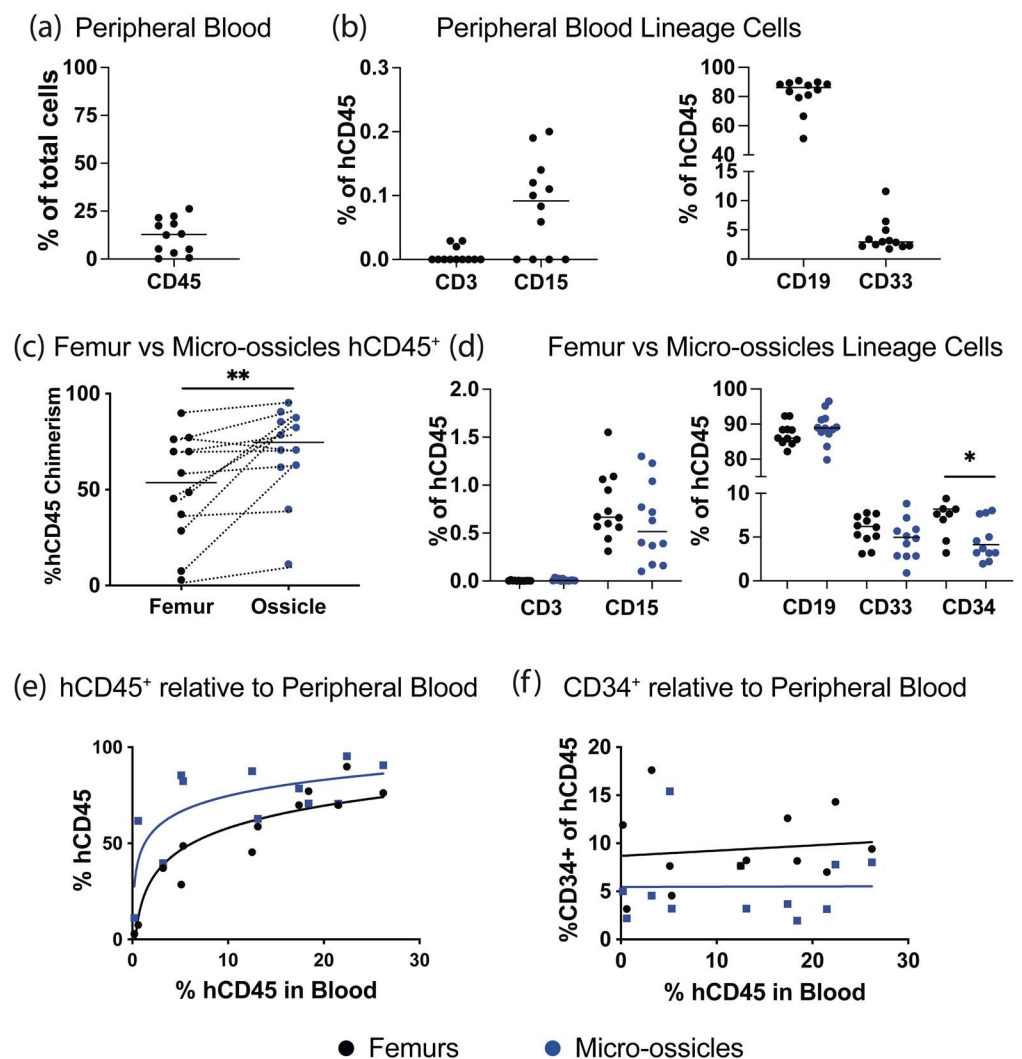 (a) Peripheral Blood
(b) Peripheral Blood Lineage Cells
% of total cells
100
75
50
25
0
CD45
% of hCD45
0.3
0.2
0.1
0.0
CD3 CD15
% of hCD45
100
80
60
40
15
10
5
0
CD19 CD33
(c) Femur vs Micro-ossicles hCD45⁺
(d) Femur vs Micro-ossicles Lineage Cells
%hCD45 Chimerism
100
50
0
**
Femur Ossicle
% of hCD45
2.0
1.5
1.0
0.5
0.0
CD3 CD15
% of hCD45
100
90
80
10
5
0
*
CD19 CD33 CD34
(e) hCD45⁺ relative to Peripheral Blood
(f) CD34⁺ relative to Peripheral Blood
% hCD45
100
50
0
0 10 20 30
% hCD45 in Blood
%CD34+ of hCD45
20
15
10
5
0
0 10 20 30
% hCD45 in Blood
Femurs Micro-ossicles